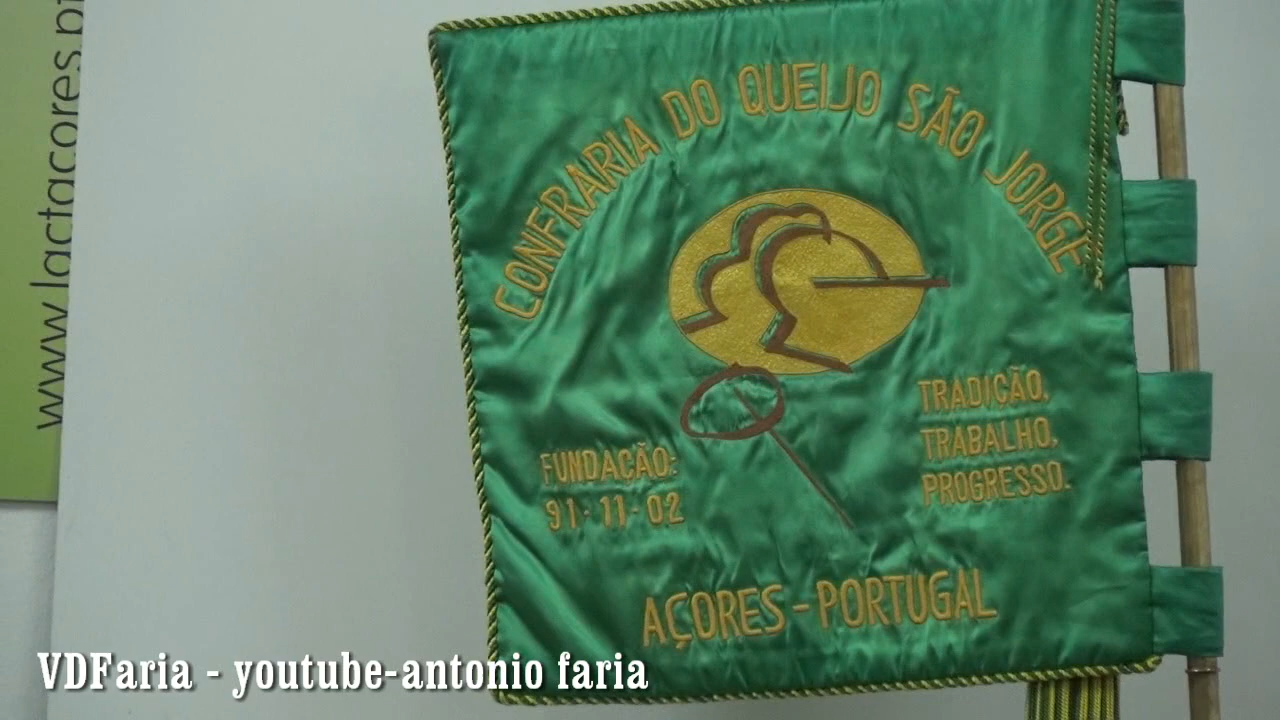 www.lactacores.pt
CONFRARIA DO QUEIJO SÃO JORGE
TRADIÇÃO,
TRABALHO,
PROGRESSO.
FUNDAÇÃO:
91-11-02
AÇORES-PORTUGAL
VDFaria - youtube-antonio faria